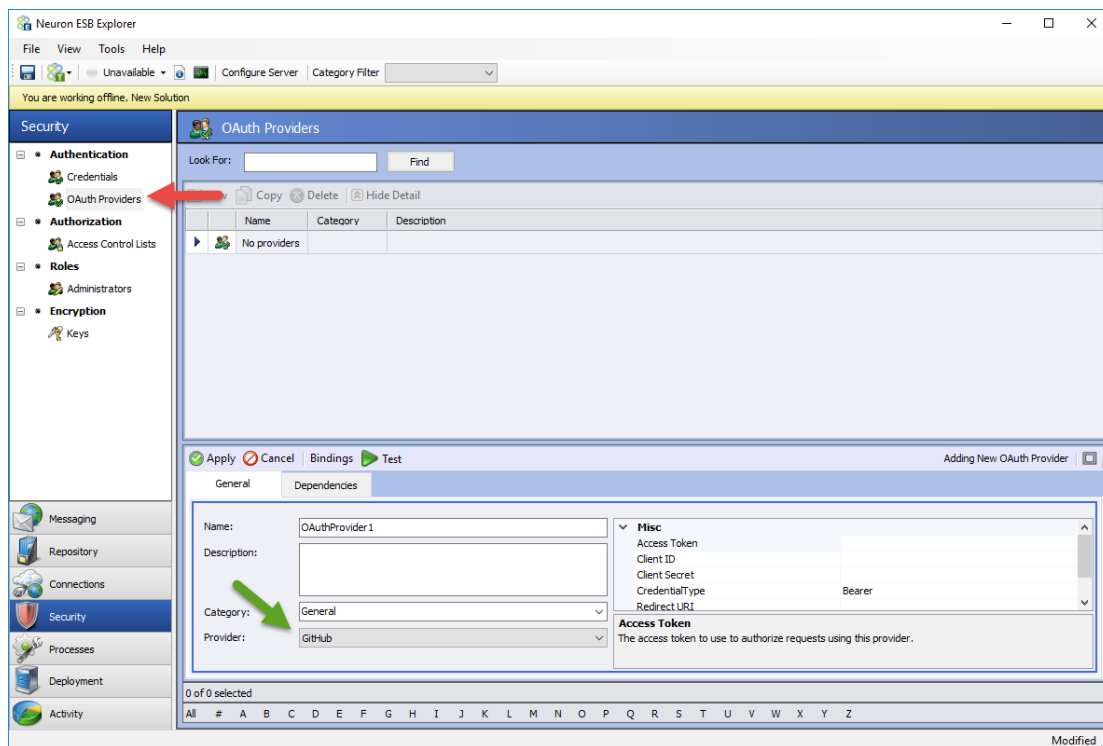 Neuron ESB Explorer
File View Tools Help
Unavailable Configure Server Category Filter
You are working offline. New Solution
Security
OAuth Providers
Authentication
Credentials
OAuth Providers
Authorization
Access Control Lists
Roles
Administrators
Encryption
Keys
Look For: Find
Copy Delete Hide Detail
Name Category Description
No providers
Apply Cancel Bindings Test Adding New OAuth Provider
General Dependencies
Name: OAuthProvider1
Description:
Category: General
Provider: GitHub
Misc
Access Token
Client ID
Client Secret
CredentialType Bearer
Redirect URI
Access Token
The access token to use to authorize requests using this provider.
Messaging
Repository
Connections
Security
Processes
Deployment
Activity
0 of 0 selected
All # A B C D E F G H I J K L M N O P Q R S T U V W X Y Z
Modified